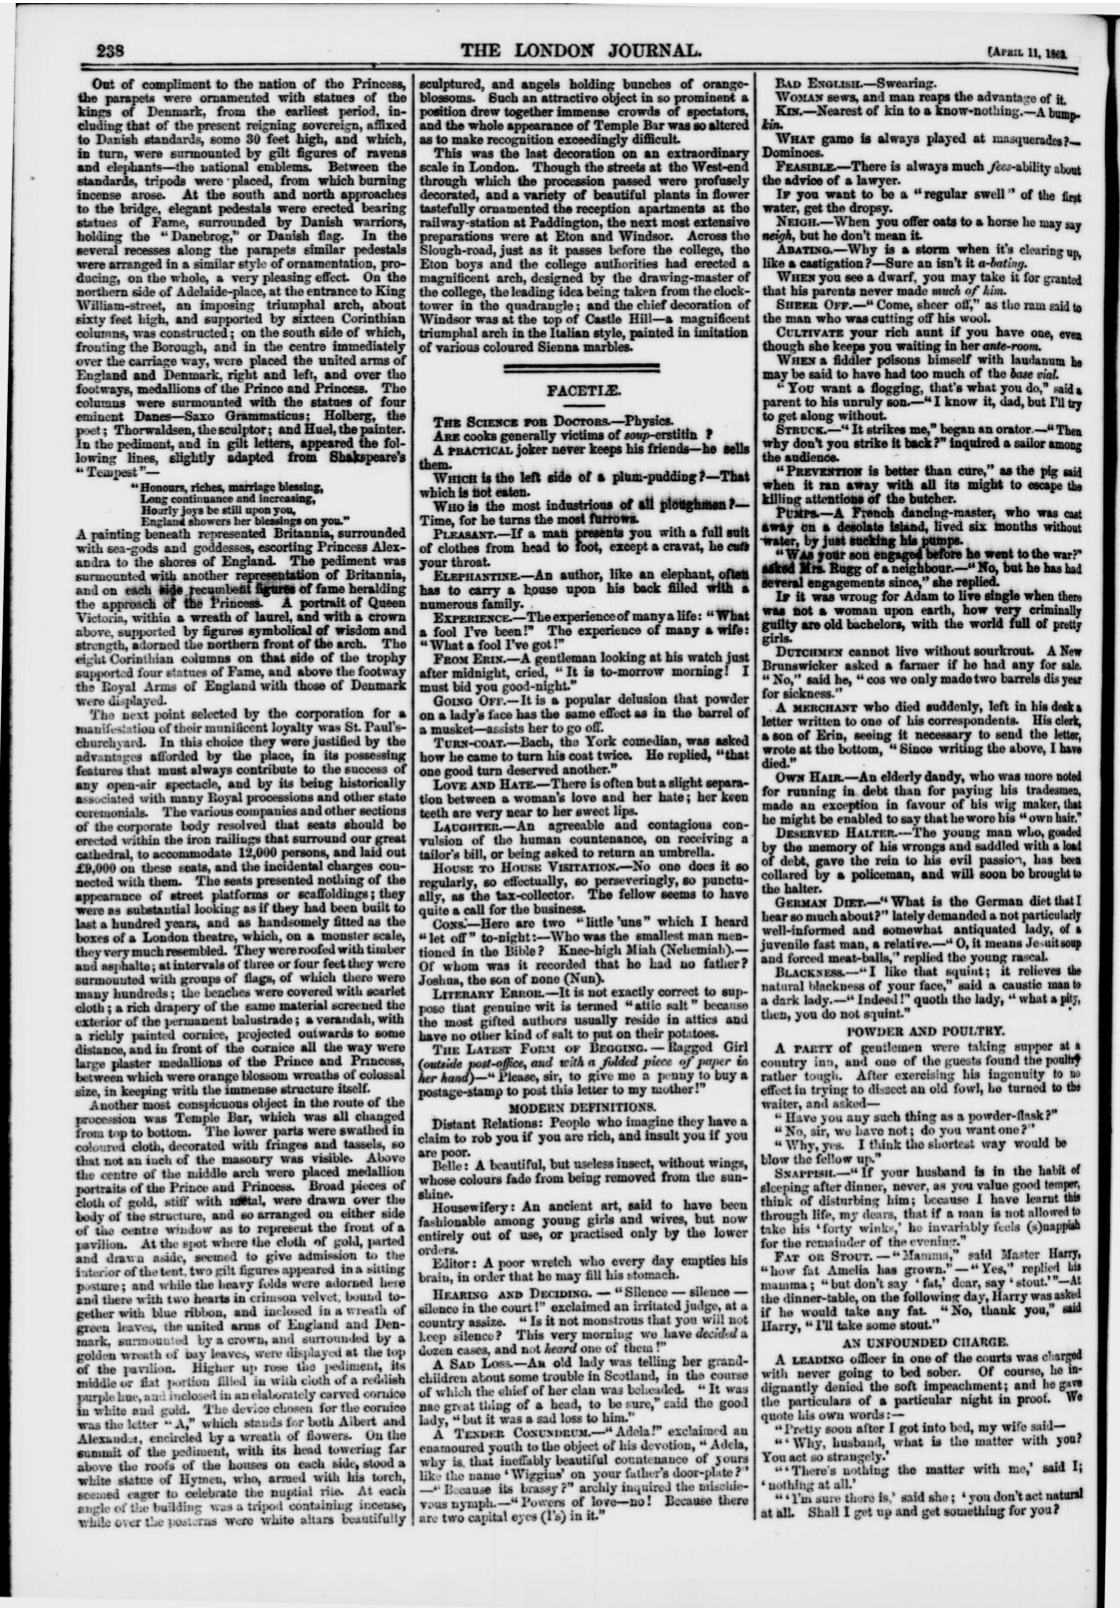 238
THE LONDON JOURNAL.
[APRIL 11, 1863.
Out of compliment to the nation of the Princess,
the parapets were ornamented with statues of the
kings of Denmark, from the earliest period, in-
cluding that of the present reigning sovereign, affixed
to Danish standards, some 30 feet high, and which,
in turn, were surmounted by gilt figures of ravens
and elephants—the national emblems. Between the
standards, tripods were placed, from which burning
incense arose. At the south and north approaches
to the bridge, elegant pedestals were erected bearing
statues of Fame, surrounded by Danish warriors,
holding the "Danebrog," or Danish flag. In the
several recesses along the parapets similar pedestals
were arranged in a similar style of ornamentation, pro-
ducing, on the whole, a very pleasing effect. On the
northern side of Adelaide-place, at the entrance to King
William-street, an imposing triumphal arch, about
sixty feet high, and supported by sixteen Corinthian
columns, was constructed; on the south side of which,
fronting the Borough, and in the centre immediately
over the carriage way, were placed the united arms of
England and Denmark, right and left, and over the
footways, medallions of the Prince and Princess. The
columns were surmounted with the statues of four
eminent Danes—Saxo Grammaticus; Holberg, the
poet; Thorwaldsen, the sculptor; and Huel, the painter.
In the pediment, and in gilt letters, appeared the fol-
lowing lines, slightly adapted from Shakspeare's
"Tempest"—
"Honours, riches, marriage blessing,
Long continuance and increasing,
Hourly joys be still upon you,
England showers her blessings on you."
A painting beneath represented Britannia, surrounded
with sea-gods and goddesses, escorting Princess Alex-
andra to the shores of England. The pediment was
surmounted with another representation of Britannia,
and on each side recumbent figures of fame heralding
the approach of the Princess. A portrait of Queen
Victoria, within a wreath of laurel, and with a crown
above, supported by figures symbolical of wisdom and
strength, adorned the northern front of the arch. The
eight Corinthian columns on that side of the trophy
supported four statues of Fame, and above the footway
the Royal Arms of England with those of Denmark
were displayed.
The next point selected by the corporation for a
manifestation of their munificent loyalty was St. Paul's-
churchyard. In this choice they were justified by the
advantages afforded by the place, in its possessing
features that must always contribute to the success of
any open-air spectacle, and by its being historically
associated with many Royal processions and other state
ceremonials. The various companies and other sections
of the corporate body resolved that seats should be
erected within the iron railings that surround our great
cathedral, to accommodate 12,000 persons, and laid out
£9,000 on these seats, and the incidental charges con-
nected with them. The seats presented nothing of the
appearance of street platforms or scaffoldings; they
were as substantial looking as if they had been built to
last a hundred years, and as handsomely fitted as the
boxes of a London theatre, which, on a monster scale,
they very much resembled. They were roofed with timber
and asphalte; at intervals of three or four feet they were
surmounted with groups of flags, of which there were
many hundreds; the benches were covered with scarlet
cloth; a rich drapery of the same material screened the
exterior of the permanent balustrade; a verandah, with
a richly painted cornice, projected outwards to some
distance, and in front of the cornice all the way were
large plaster medallions of the Prince and Princess,
between which were orange blossom wreaths of colossal
size, in keeping with the immense structure itself.
Another most conspicuous object in the route of the
procession was Temple Bar, which was all changed
from top to bottom. The lower parts were swathed in
coloured cloth, decorated with fringes and tassels, so
that not an inch of the masonry was visible. Above
the centre of the middle arch were placed medallion
portraits of the Prince and Princess. Broad pieces of
cloth of gold, stiff with metal, were drawn over the
body of the structure, and so arranged on either side
of the centre window as to represent the front of a
pavilion. At the spot where the cloth of gold, parted
and drawn aside, seemed to give admission to the
interior of the tent, two gilt figures appeared in a sitting
posture; and while the heavy folds were adorned here
and there with two hearts in crimson velvet, bound to-
gether with blue ribbon, and inclosed in a wreath of
green leaves, the united arms of England and Den-
mark, surmounted by a crown, and surrounded by a
golden wreath of bay leaves, were displayed at the top
of the pavilion. Higher up rose the pediment, its
middle or flat portion filled in with cloth of a reddish
purple hue, and inclosed in an elaborately carved cornice
in white and gold. The device chosen for the cornice
was the letter "A," which stands for both Albert and
Alexandra, encircled by a wreath of flowers. On the
summit of the pediment, with its head towering far
above the roofs of the houses on each side, stood a
white statue of Hymen, who, armed with his torch,
seemed eager to celebrate the nuptial rite. At each
angle of the building was a tripod containing incense,
while over the posterns were white altars beautifully
sculptured, and angels holding bunches of orange-
blossoms. Such an attractive object in so prominent a
position drew together immense crowds of spectators,
and the whole appearance of Temple Bar was so altered
as to make recognition exceedingly difficult.
This was the last decoration on an extraordinary
scale in London. Though the streets at the West-end
through which the procession passed were profusely
decorated, and a variety of beautiful plants in flower
tastefully ornamented the reception apartments at the
railway-station at Paddington, the next most extensive
preparations were at Eton and Windsor. Across the
Slough-road, just as it passes before the college, the
Eton boys and the college authorities had erected a
magnificent arch, designed by the drawing-master of
the college, the leading idea being taken from the clock-
tower in the quadrangle; and the chief decoration of
Windsor was at the top of Castle Hill—a magnificent
triumphal arch in the Italian style, painted in imitation
of various coloured Sienna marbles.
FACETIÆ.
THE SCIENCE FOR DOCTORS.—Physics.
ARE cooks generally victims of soup-erstitin ?
A PRACTICAL joker never keeps his friends—he sells
them.
WHICH is the left side of a plum-pudding?—That
which is not eaten.
WHO is the most industrious of all ploughmen?—
Time, for he turns the most furrows.
PLEASANT.—If a man presents you with a full suit
of clothes from head to foot, except a cravat, he cuts
your throat.
ELEPHANTINE.—An author, like an elephant, often
has to carry a house upon his back filled with a
numerous family.
EXPERIENCE.—The experience of many a life: "What
a fool I've been!" The experience of many a wife:
"What a fool I've got!"
FROM ERIN.—A gentleman looking at his watch just
after midnight, cried, "It is to-morrow morning! I
must bid you good-night."
GOING OFF.—It is a popular delusion that powder
on a lady's face has the same effect as in the barrel of
a musket—assists her to go off.
TURN-COAT.—Bach, the York comedian, was asked
how he came to turn his coat twice. He replied, "that
one good turn deserved another."
LOVE AND HATE.—There is often but a slight separa-
tion between a woman's love and her hate; her keen
teeth are very near to her sweet lips.
LAUGHTER.—An agreeable and contagious con-
vulsion of the human countenance, on receiving a
tailor's bill, or being asked to return an umbrella.
HOUSE TO HOUSE VISITATION.—No one does it so
regularly, so effectually, so perseveringly, so punctu-
ally, as the tax-collector. The fellow seems to have
quite a call for the business.
CONS.—Here are two "little 'uns" which I heard
"let off" to-night:—Who was the smallest man men-
tioned in the Bible? Knee-high Miah (Nehemiah).—
Of whom was it recorded that he had no father?
Joshua, the son of none (Nun).
LITERARY ERROR.—It is not exactly correct to sup-
pose that genuine wit is termed "attic salt" because
the most gifted authors usually reside in attics and
have no other kind of salt to put on their potatoes.
THE LATEST FORM OF BEGGING.—Ragged Girl
(outside post-office, and with a folded piece of paper in
her hand)—"Please, sir, to give me a penny to buy a
postage-stamp to post this letter to my mother!"
MODERN DEFINITIONS.
Distant Relations: People who imagine they have a
claim to rob you if you are rich, and insult you if you
are poor.
Belle: A beautiful, but useless insect, without wings,
whose colours fade from being removed from the sun-
shine.
Housewifery: An ancient art, said to have been
fashionable among young girls and wives, but now
entirely out of use, or practised only by the lower
orders.
Editor: A poor wretch who every day empties his
brain, in order that he may fill his stomach.
HEARING AND DECIDING.—"Silence—silence—
silence in the court!" exclaimed an irritated judge, at a
country assize. "Is it not monstrous that you will not
keep silence? This very morning we have decided a
dozen cases, and not heard one of them!"
A SAD LOSS.—An old lady was telling her grand-
children about some trouble in Scotland, in the course
of which the chief of her clan was beheaded. "It was
nae great thing of a head, to be sure," said the good
lady, "but it was a sad loss to him."
A TENDER CONUNDRUM.—"Adela!" exclaimed an
enamoured youth to the object of his devotion, "Adela,
why is that ineffably beautiful countenance of yours
like the name 'Wiggins' on your father's door-plate?"
—"Because its brassy?" archly inquired the mischie-
vous nymph.—"Powers of love—no! Because there
are two capital eyes (I's) in it."
BAD ENGLISH.—Swearing.
WOMAN sews, and man reaps the advantage of it.
KIN.—Nearest of kin to a know-nothing.—A bump-
kin.
WHAT game is always played at masquerades?—
Dominoes.
FEASIBLE.—There is always much fees-ability about
the advice of a lawyer.
IF you want to be a "regular swell" of the first
water, get the dropsy.
NEIGH.—When you offer oats to a horse he may say
neigh, but he don't mean it.
ABATING.—Why is a storm when it's clearing up,
like a castigation?—Sure an isn't it a-bating.
WHEN you see a dwarf, you may take it for granted
that his parents never made much of him.
SHEER OFF.—"Come, sheer off," as the ram said to
the man who was cutting off his wool.
CULTIVATE your rich aunt if you have one, even
though she keeps you waiting in her ante-room.
WHEN a fiddler poisons himself with laudanum he
may be said to have had too much of the base vial.
"YOU want a flogging, that's what you do," said a
parent to his unruly son.—"I know it, dad, but I'll try
to get along without.
STRUCK.—"It strikes me," began an orator.—"Then
why don't you strike it back?" inquired a sailor among
the audience.
"PREVENTION is better than cure," as the pig said
when it ran away with all its might to escape the
killing attentions of the butcher.
PUMPS.—A French dancing-master, who was cast
away on a desolate island, lived six months without
water, by just sucking his pumps.
"WAS your son engaged before he went to the war?"
asked Mrs. Rugg of a neighbour.—"No, but he has had
several engagements since," she replied.
IF it was wroug for Adam to live single when there
was not a woman upon earth, how very criminally
guilty are old bachelors, with the world full of pretty
girls.
DUTCHMEN cannot live without sourkrout. A New
Brunswicker asked a farmer if he had any for sale.
"No," said he, "cos we only made two barrels dis year
for sickness."
A MERCHANT who died suddenly, left in his desk a
letter written to one of his correspondents. His clerk,
a son of Erin, seeing it necessary to send the letter,
wrote at the bottom, "Since writing the above, I have
died."
OWN HAIR.—An elderly dandy, who was more noted
for running in debt than for paying his tradesmen,
made an exception in favour of his wig maker, that
he might be enabled to say that he wore his "own hair."
DESERVED HALTER.—The young man who, goaded
by the memory of his wrongs and saddled with a load
of debt, gave the rein to his evil passion, has been
collared by a policeman, and will soon be brought to
the halter.
GERMAN DIET.—"What is the German diet that I
hear so much about?" lately demanded a not particularly
well-informed and somewhat antiquated lady, of a
juvenile fast man, a relative.—"O, it means Jesuit soup
and forced meat-balls," replied the young rascal.
BLACKNESS.—"I like that squint; it relieves the
natural blackness of your face," said a caustic man to
a dark lady.—"Indeed!" quoth the lady, "what a pity,
then, you do not squint."
POWDER AND POULTRY.
A PARTY of gentlemen were taking supper at a
country inn, and one of the guests found the poultry
rather tough. After exercising his ingenuity to no
effect in trying to dissect an old fowl, he turned to the
waiter, and asked—
"Have you any such thing as a powder-flask?"
"No, sir, we have not; do you want one?"
"Why, yes. I think the shortest way would be
blow the fellow up."
SNAPPISH.—"If your husband is in the habit of
sleeping after dinner, never, as you value good temper,
think of disturbing him; because I have learnt this
through life, my dears, that if a man is not allowed to
take his 'forty winks,' he invariably feels (s)nappish
for the remainder of the evening."
FAT OR STOUT.—"Mamma," said Master Harry,
"how fat Amelia has grown."—"Yes," replied his
mamma; "but don't say 'fat,' dear, say 'stout.'"—At
the dinner-table, on the following day, Harry was asked
if he would take any fat. "No, thank you," said
Harry, "I'll take some stout."
AN UNFOUNDED CHARGE.
A LEADING officer in one of the courts was charged
with never going to bed sober. Of course, he in-
dignantly denied the soft impeachment; and he gave
the particulars of a particular night in proof. We
quote his own words:—
"Pretty soon after I got into bed, my wife said—
"'Why, husband, what is the matter with you?
You act so strangely.'
"'There's nothing the matter with me,' said I;
'nothing at all.'
"'I'm sure there is,' said she; 'you don't act natural
at all. Shall I get up and get something for you?